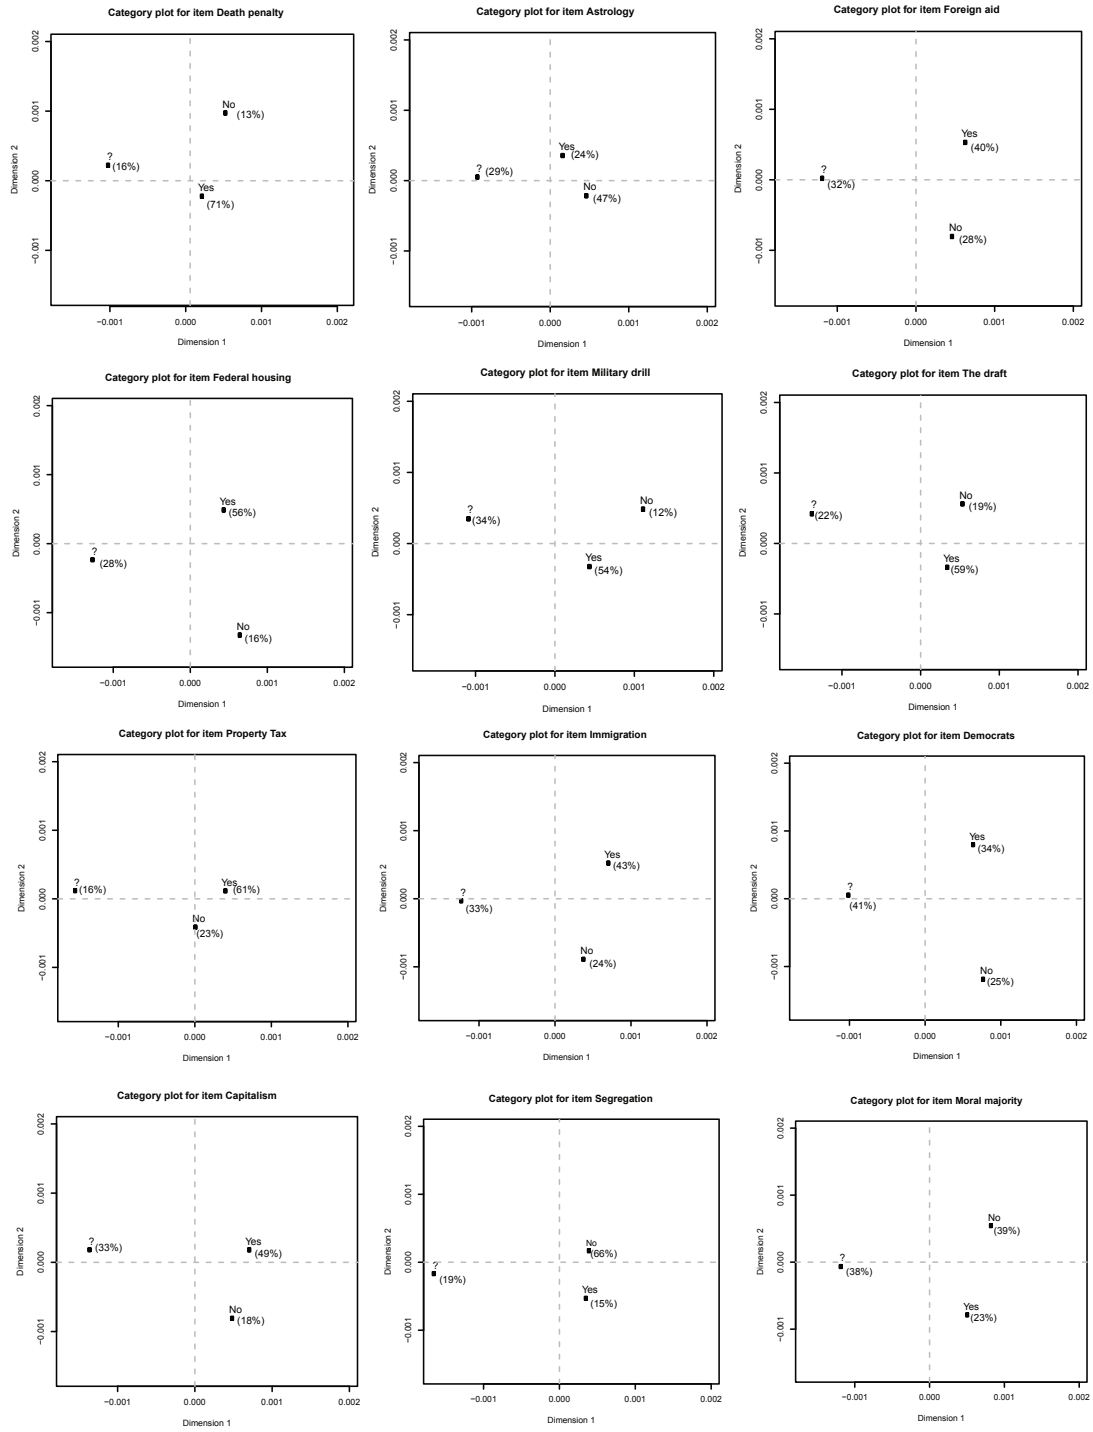 Category plot for item Death penalty
Dimension 2
0.002
0.001
0.000
−0.001
No
(13%)
?
(16%)
Yes
(71%)
−0.001 0.000 0.001 0.002
Dimension 1
Category plot for item Astrology
Dimension 2
0.002
0.001
0.000
−0.001
Yes
(24%)
? (29%)
No
(47%)
−0.001 0.000 0.001 0.002
Dimension 1
Category plot for item Foreign aid
Dimension 2
0.002
0.001
0.000
−0.001
Yes
(40%)
?
(32%)
No
(28%)
−0.001 0.000 0.001 0.002
Dimension 1
Category plot for item Federal housing
Dimension 2
0.002
0.001
0.000
−0.001
Yes
(56%)
?
(28%)
No
(16%)
−0.001 0.000 0.001 0.002
Dimension 1
Category plot for item Military drill
Dimension 2
0.002
0.001
0.000
−0.001
No
(12%)
?
(34%)
Yes
(54%)
−0.001 0.000 0.001 0.002
Dimension 1
Category plot for item The draft
Dimension 2
0.002
0.001
0.000
−0.001
No
(19%)
?
(22%)
Yes
(59%)
−0.001 0.000 0.001 0.002
Dimension 1
Category plot for item Property Tax
Dimension 2
0.002
0.001
0.000
−0.001
?
(16%)
Yes
(61%)
No
(23%)
−0.001 0.000 0.001 0.002
Dimension 1
Category plot for item Immigration
Dimension 2
0.002
0.001
0.000
−0.001
Yes
(43%)
?
(33%)
No
(24%)
−0.001 0.000 0.001 0.002
Dimension 1
Category plot for item Democrats
Dimension 2
0.002
0.001
0.000
−0.001
Yes
(34%)
?
(41%)
No
(25%)
−0.001 0.000 0.001 0.002
Dimension 1
Category plot for item Capitalism
Dimension 2
0.002
0.001
0.000
−0.001
?
(33%)
Yes
(49%)
No
(18%)
−0.001 0.000 0.001 0.002
Dimension 1
Category plot for item Segregation
Dimension 2
0.002
0.001
0.000
−0.001
No
(66%)
?
(19%)
Yes
(15%)
−0.001 0.000 0.001 0.002
Dimension 1
Category plot for item Moral majority
Dimension 2
0.002
0.001
0.000
−0.001
No
(39%)
?
(38%)
Yes
(23%)
−0.001 0.000 0.001 0.002
Dimension 1